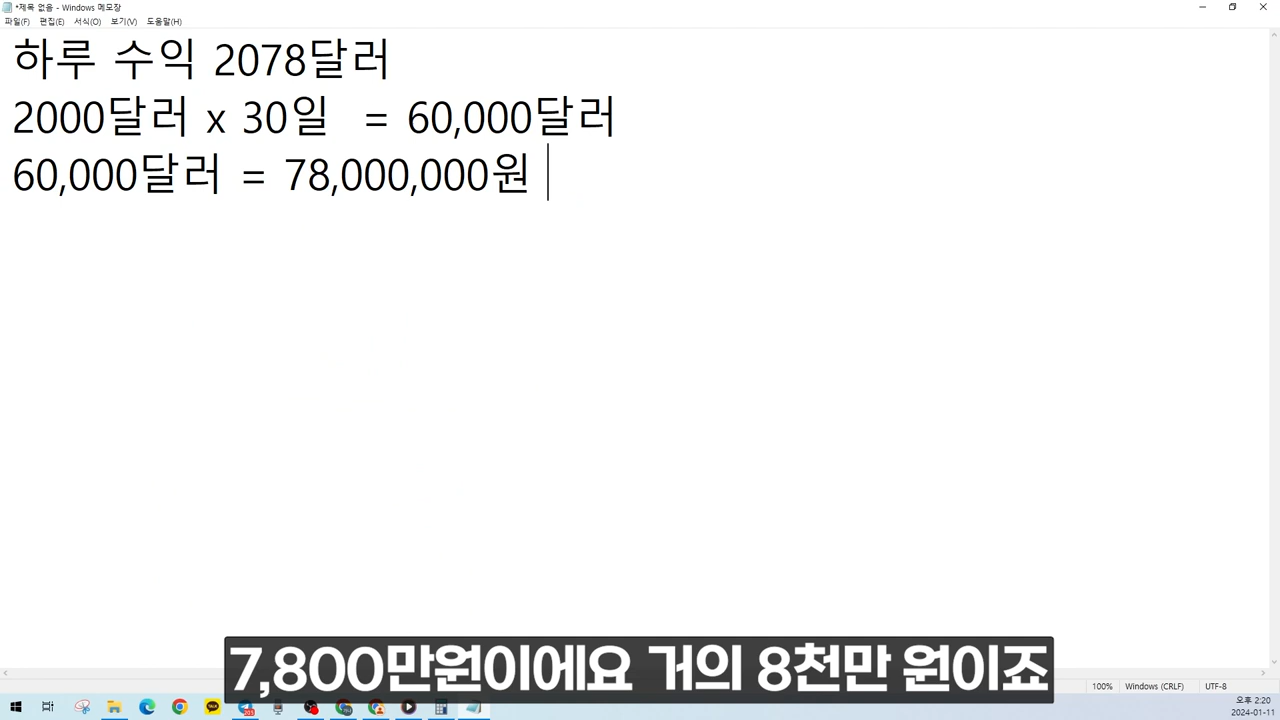 *제목 없음 - Windows 메모장
파일(F) 편집(E) 서식(O) 보기(V) 도움말(H)
하루 수익 2078달러
2000달러 x 30일 = 60,000달러
60,000달러 = 78,000,000원
7,800만원이에요 거의 8천만 원이죠
100% Windows (CRLF) UTF-8
오후 2:20
2024-01-11